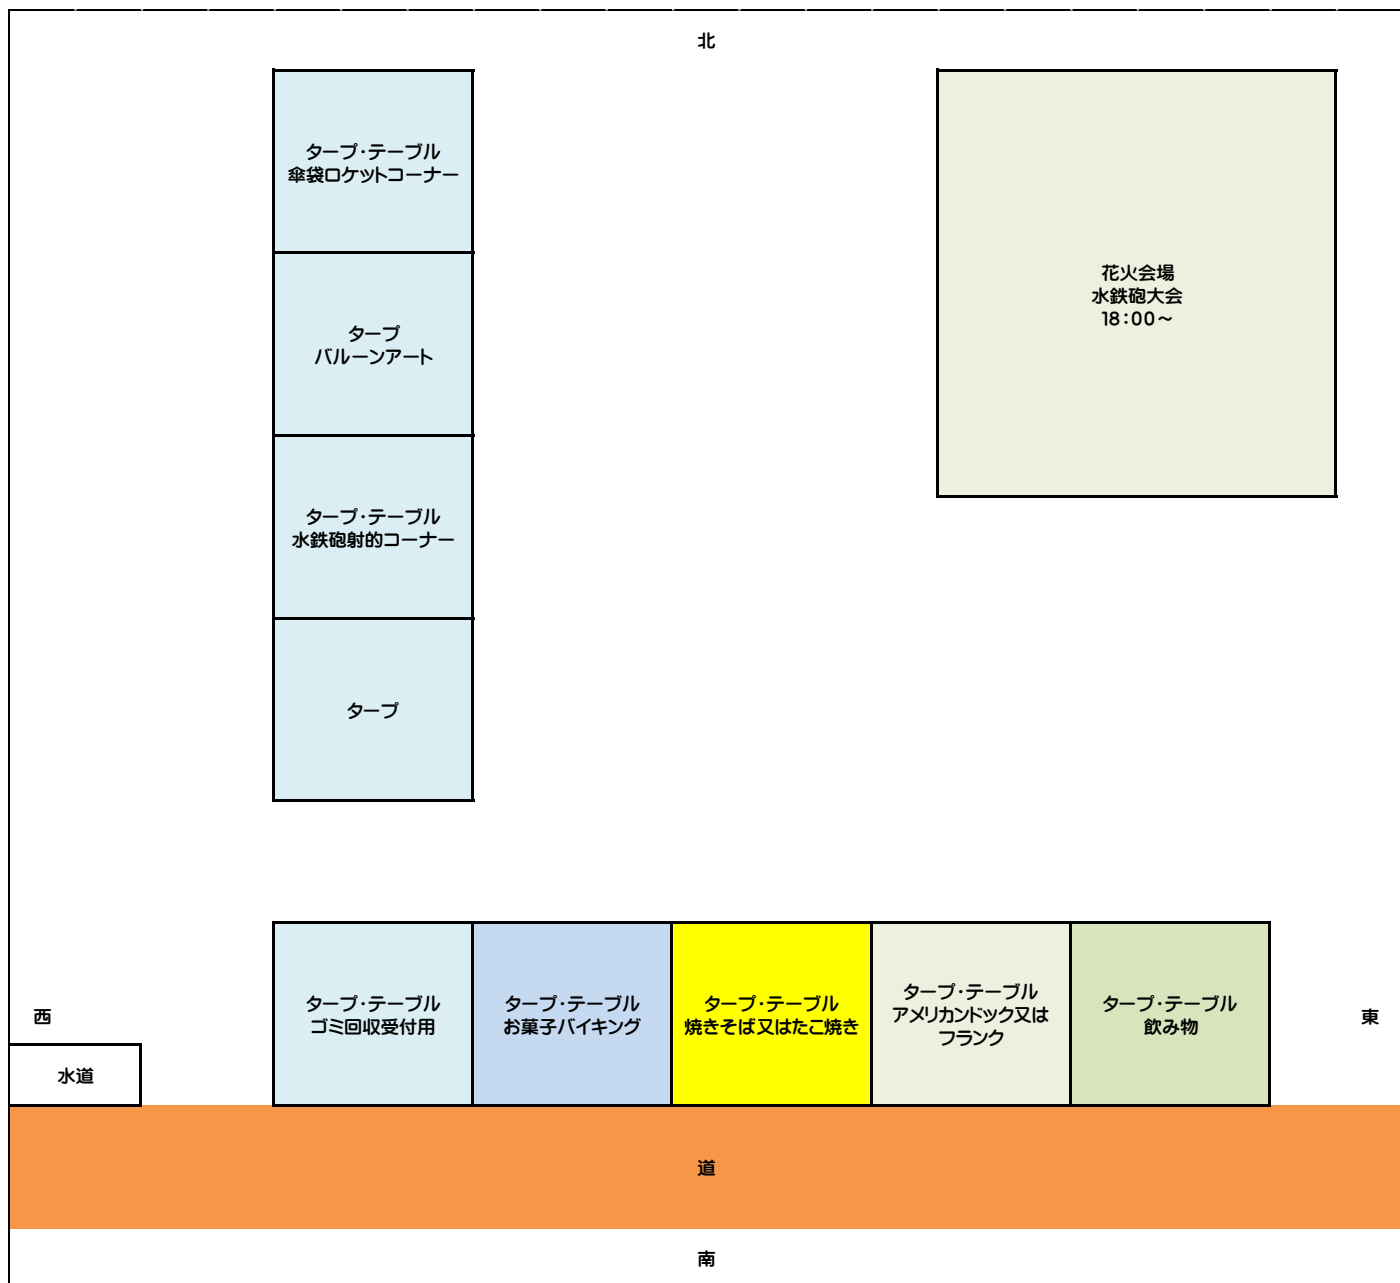 北
タープ・テーブル
傘袋ロケットコーナー
花火会場
水鉄砲大会
18：00～
タープ
バルーンアート
タープ・テーブル
水鉄砲射的コーナー
タープ
タープ・テーブル
ゴミ回収受付用
タープ・テーブル
お菓子バイキング
タープ・テーブル
焼きそば又はたこ焼き
タープ・テーブル
アメリカンドック又は
フランク
タープ・テーブル
飲み物
西
東
水道
道
南